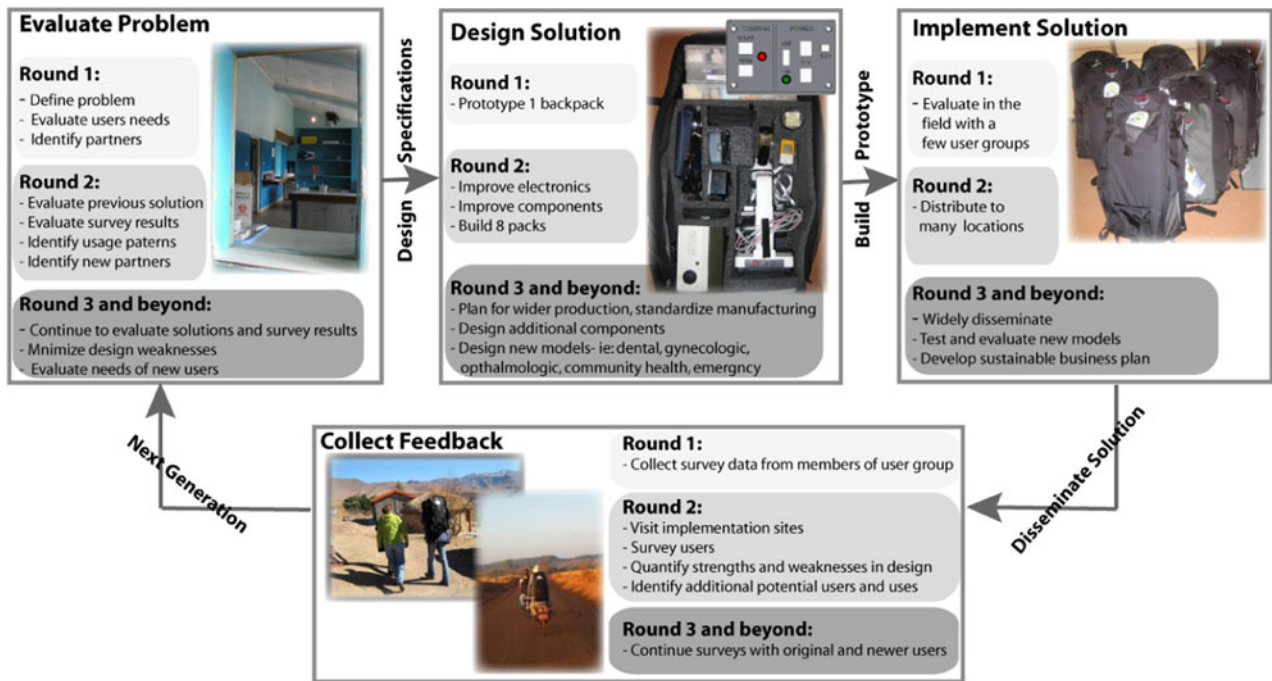 Evaluate Problem
Round 1:
- Define problem
- Evaluate users needs
- Identify partners
Round 2:
- Evaluate previous solution
- Evaluate survey results
- Identify usage paterns
- Identify new partners
Round 3 and beyond:
- Continue to evaluate solutions and survey results
- Mnimize design weaknesses
- Evaluate needs of new users
Design Specifications
Design Solution
Round 1:
- Prototype 1 backpack
Round 2:
- Improve electronics
- Improve components
- Build 8 packs
Round 3 and beyond:
- Plan for wider production, standardize manufacturing
- Design additional components
- Design new models- ie: dental, gynecologic,
opthalmologic, community health, emergncy
Build Prototype
Implement Solution
Round 1:
- Evaluate in the
field with a
few user groups
Round 2:
- Distribute to
many locations
Round 3 and beyond:
- Widely disseminate
- Test and evaluate new models
- Develop sustainable business plan
Disseminate Solution
Collect Feedback
Round 1:
- Collect survey data from members of user group
Round 2:
- Visit implementation sites
- Survey users
- Quantify strengths and weaknesses in design
- Identify additional potential users and uses
Round 3 and beyond:
- Continue surveys with original and newer users
Next Generation